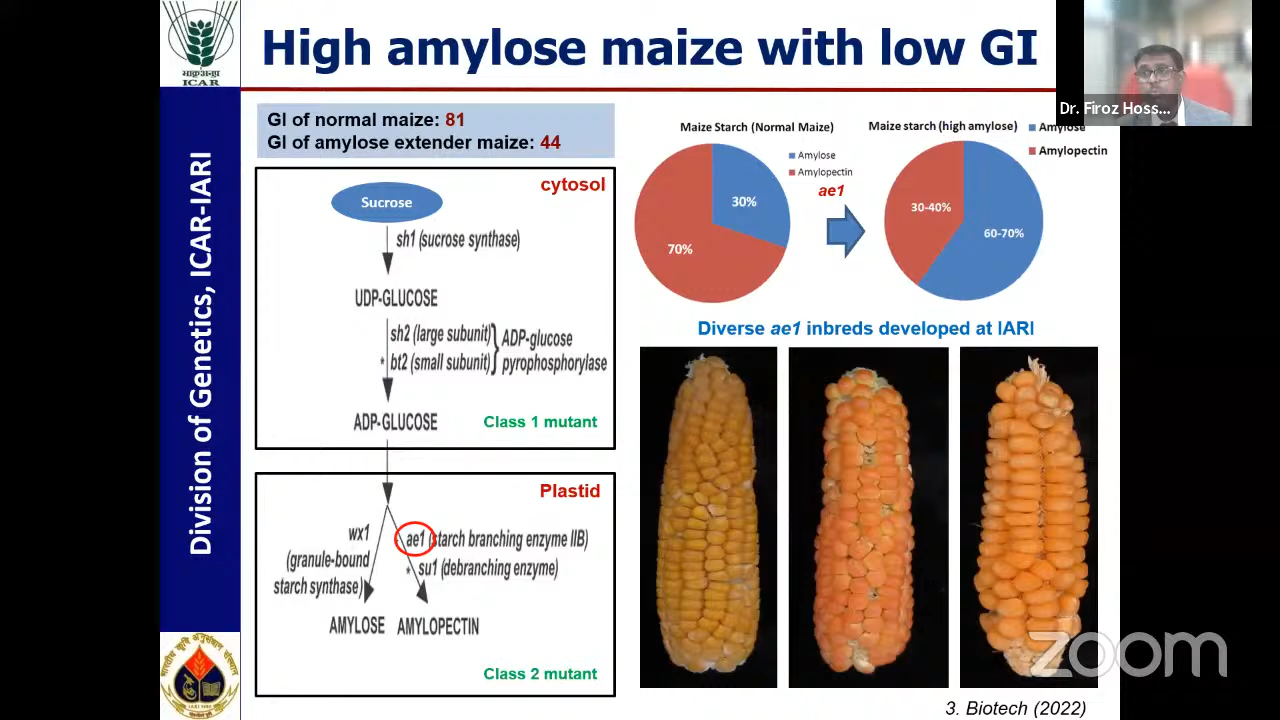 High amylose maize with low GI
भाकृअनुप
ICAR
Dr. Firoz Hoss...
Division of Genetics, ICAR-IARI
GI of normal maize: 81
GI of amylose extender maize: 44
cytosol
Sucrose
sh1 (sucrose synthase)
UDP-GLUCOSE
sh2 (large subunit)
* bt2 (small subunit)
ADP-glucose
pyrophosphorylase
ADP-GLUCOSE
Class 1 mutant
Plastid
wx1
(granule-bound
starch synthase)
ae1 (starch branching enzyme IIB)
* su1 (debranching enzyme)
AMYLOSE AMYLOPECTIN
Class 2 mutant
Maize Starch (Normal Maize)
Amylose
Amylopectin
30%
70%
ae1
Maize starch (high amylose)
Amylose
Amylopectin
30-40%
60-70%
Diverse ae1 inbreds developed at IARI
zoom
3. Biotech (2022)